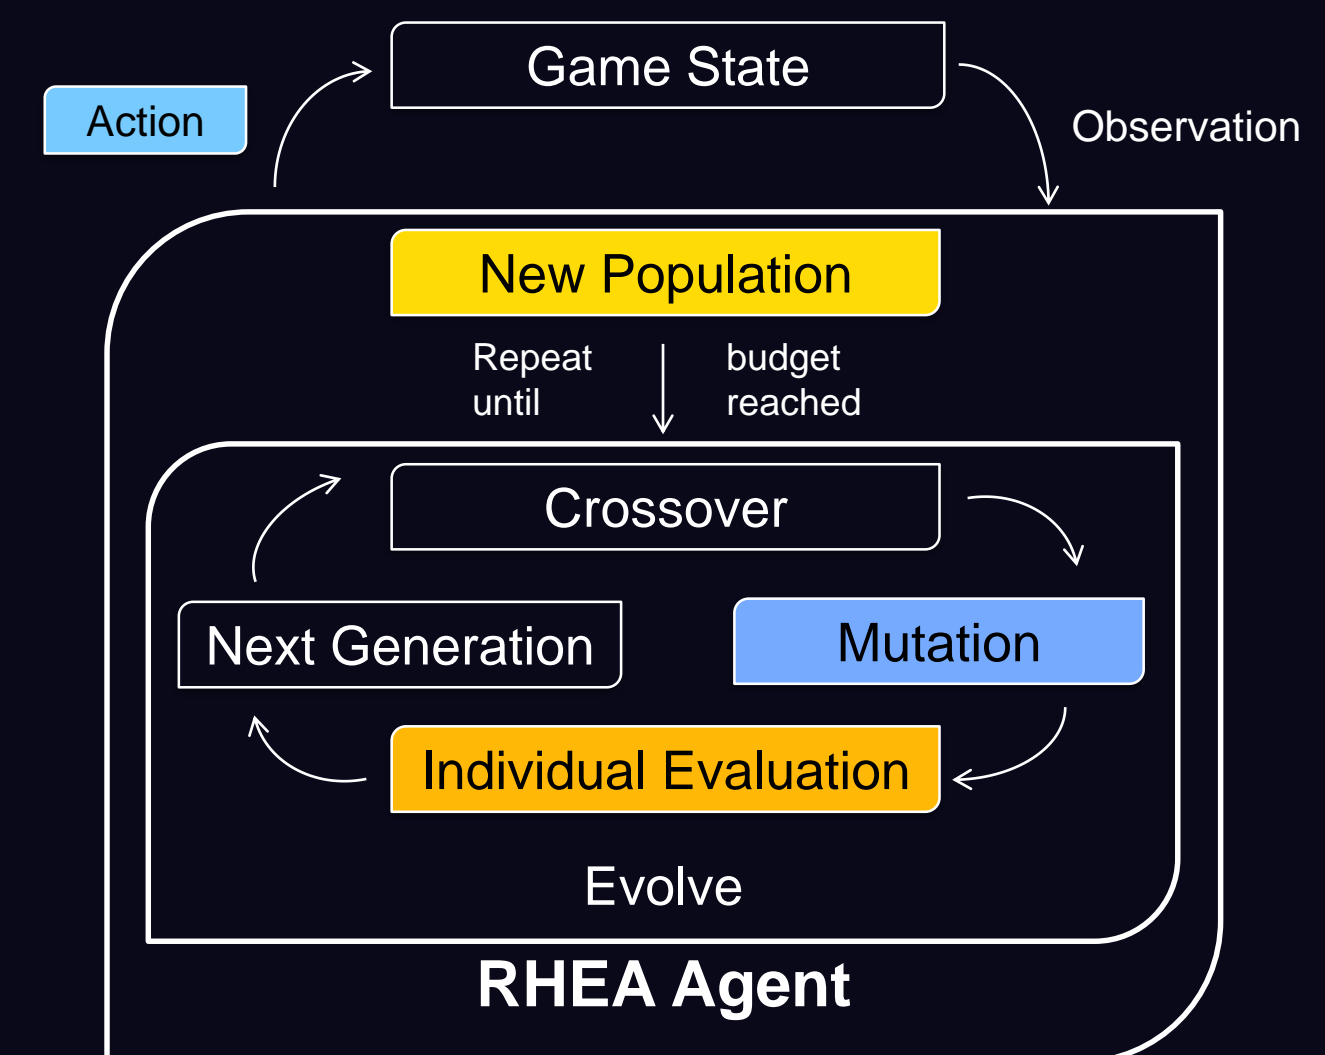 Game State
Action
Observation
New Population
Repeat
until
budget
reached
Crossover
Next Generation
Mutation
Individual Evaluation
Evolve
RHEA Agent